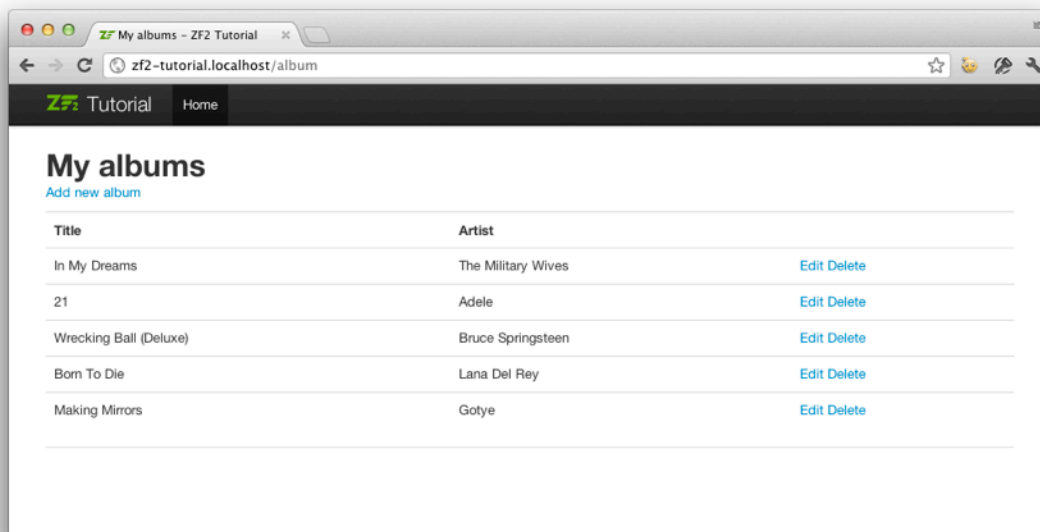 ZF My albums – ZF2 Tutorial
zf2-tutorial.localhost/album
ZF2 Tutorial Home
My albums
Add new album
Title Artist
In My Dreams The Military Wives Edit Delete
21 Adele Edit Delete
Wrecking Ball (Deluxe) Bruce Springsteen Edit Delete
Born To Die Lana Del Rey Edit Delete
Making Mirrors Gotye Edit Delete